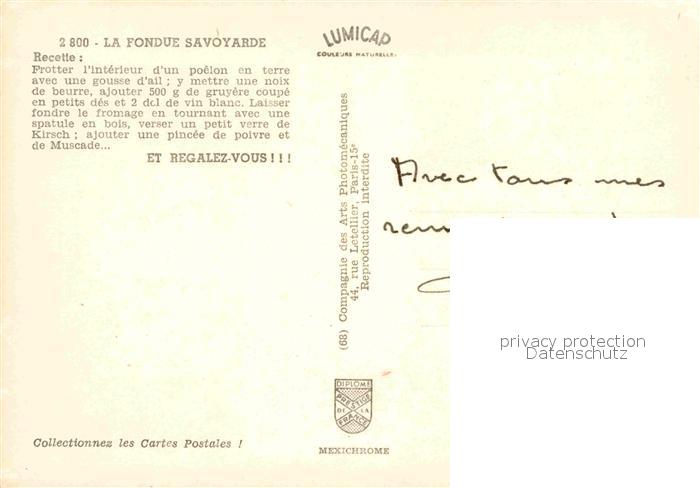 2 800 - LA FONDUE SAVOYARDE
Recette :
Frotter l'intérieur d'un poêlon en terre
avec une gousse d'ail ; y mettre une noix
de beurre, ajouter 500 g de gruyère coupé
en petits dés et 2 dcl de vin blanc. Laisser
fondre le fromage en tournant avec une
spatule en bois, verser un petit verre de
Kirsch ; ajouter une pincée de poivre et
de Muscade...
ET REGALEZ-VOUS ! ! !
Collectionnez les Cartes Postales !
LUMICAP
COULEURS NATURELLES
(68) Compagnie des Arts Photomécaniques
44, rue Letellier, Paris-15e
Reproduction interdite
DIPLOME
PRESTIGE
DE LA
FRANCE
MEXICHROME
Avec tous mes
privacy protection
Datenschutz